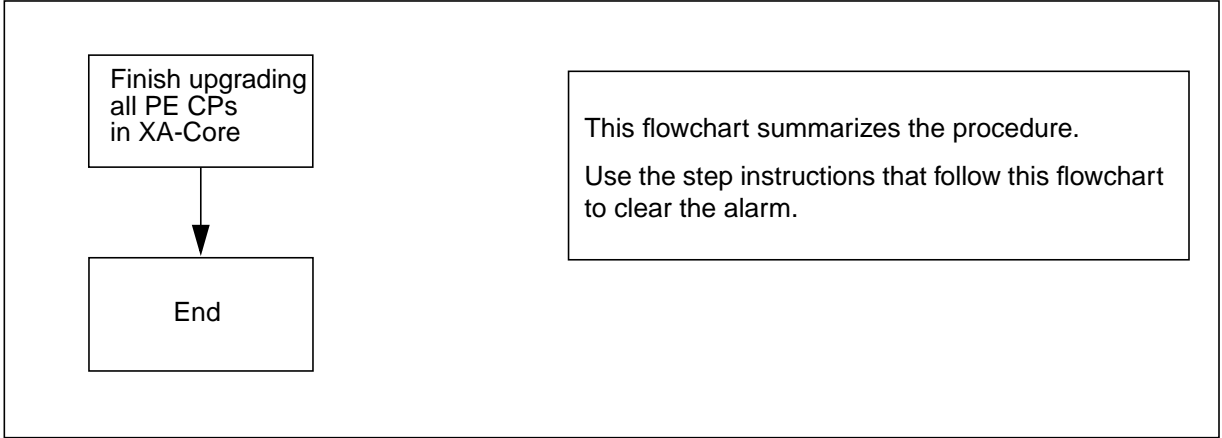 Finish upgrading
all PE CPs
in XA-Core
End
This flowchart summarizes the procedure.
Use the step instructions that follow this flowchart
to clear the alarm.